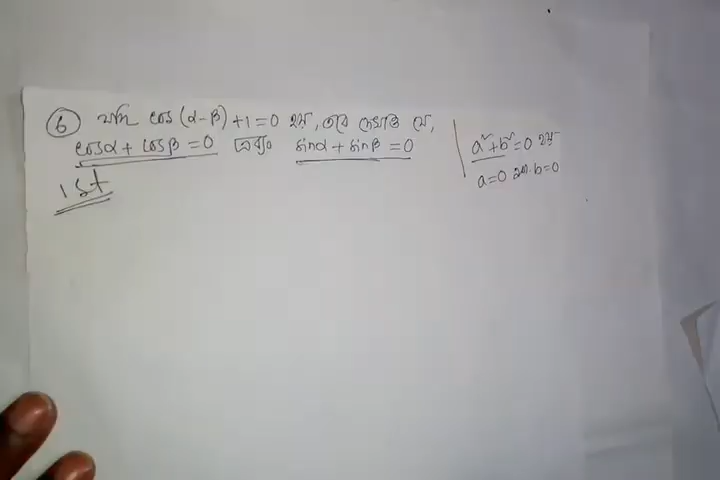 6 যদি cos(α-β)+1=0 হয়, তবে দেখাও যে,
cosα + cosβ = 0 এবং sinα + sinβ = 0
1st
a²+b²=0 হয়
a=0 b=0